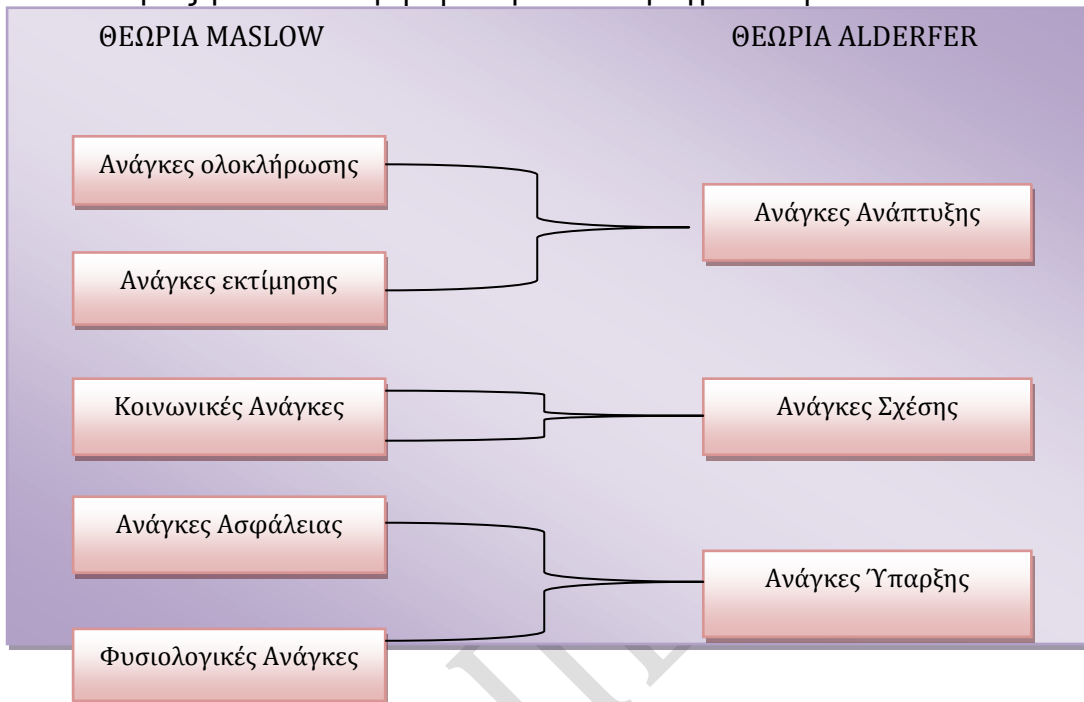 ΘΕΩΡΙΑ MASLOW
ΘΕΩΡΙΑ ALDERFER
Ανάγκες ολοκλήρωσης
Ανάγκες Ανάπτυξης
Ανάγκες εκτίμησης
Κοινωνικές Ανάγκες
Ανάγκες Σχέσης
Ανάγκες Ασφάλειας
Ανάγκες Ύπαρξης
Φυσιολογικές Ανάγκες